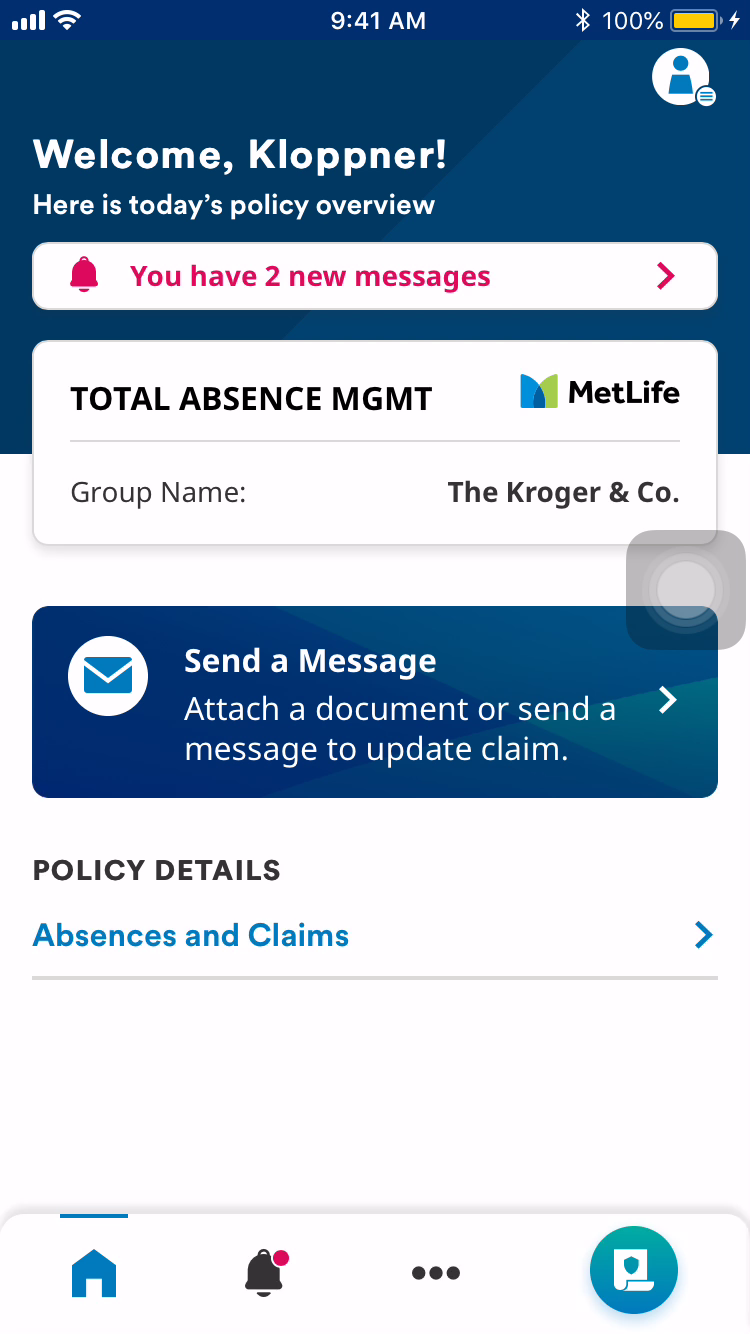 9:41 AM
100%
Welcome, Kloppner!
Here is today's policy overview
You have 2 new messages
TOTAL ABSENCE MGMT
MetLife
Group Name:
The Kroger & Co.
Send a Message
Attach a document or send a
message to update claim.
POLICY DETAILS
Absences and Claims